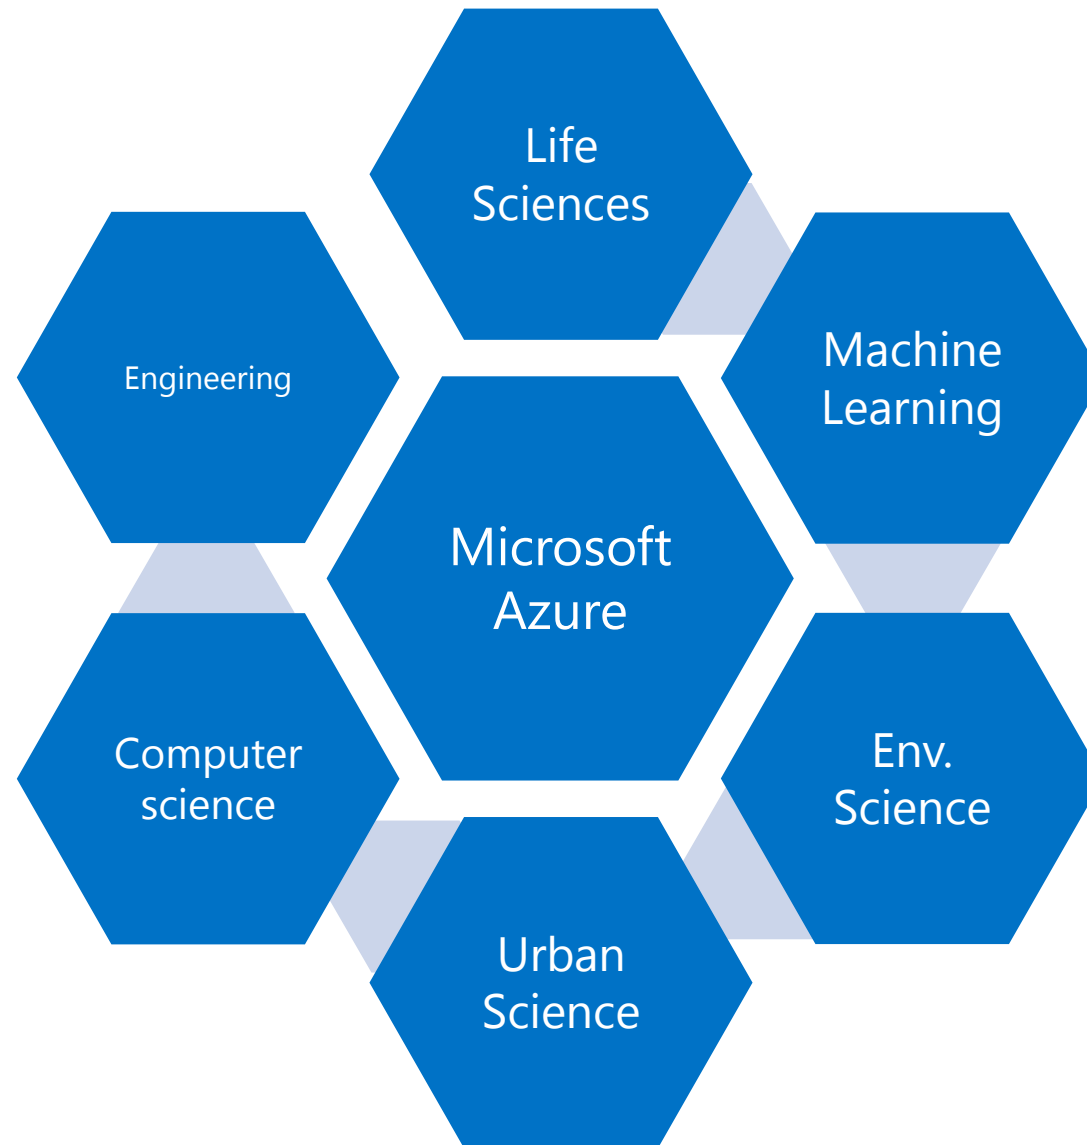 Life
Sciences
Machine
Learning
Engineering
Microsoft
Azure
Env.
Science
Computer
science
Urban
Science